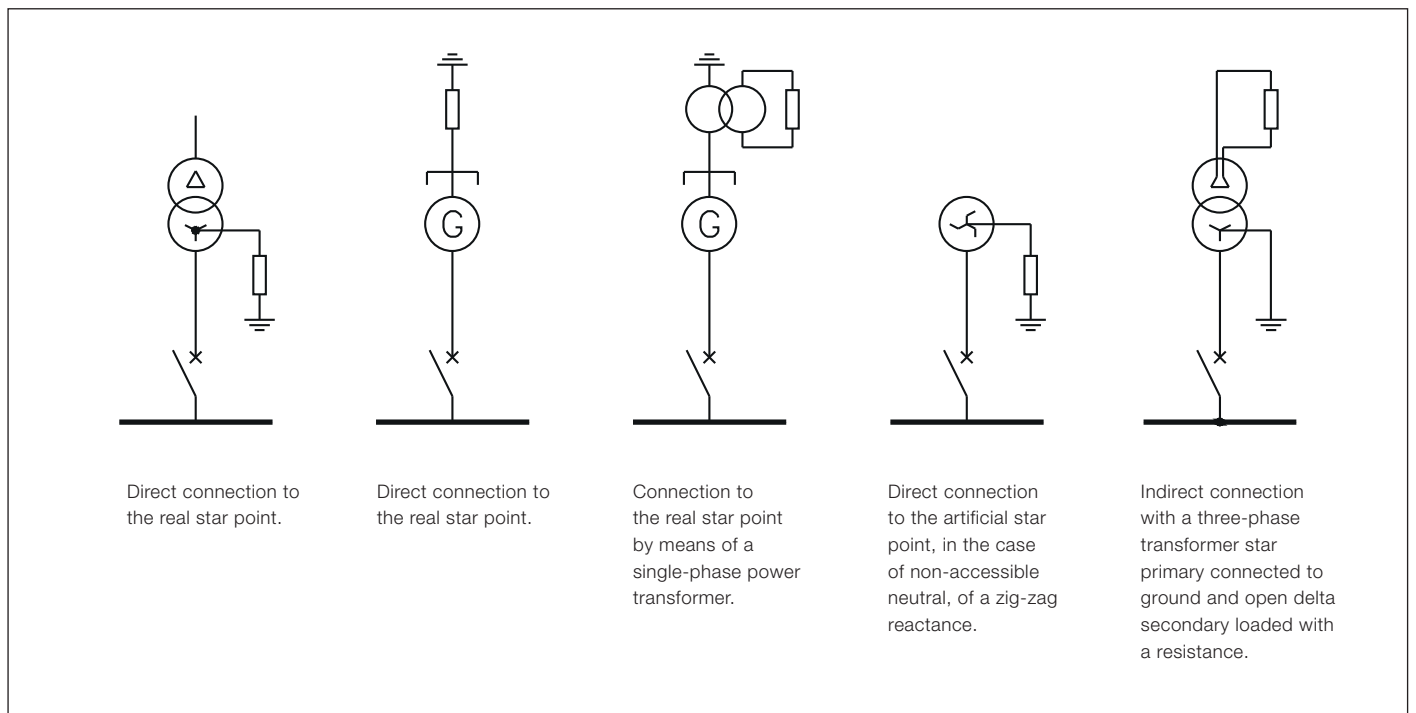 G
G
Direct connection to
the real star point.
Direct connection to
the real star point.
Connection to
the real star point
by means of a
single-phase power
transformer.
Direct connection
to the artificial star
point, in the case
of non-accessible
neutral, of a zig-zag
reactance.
Indirect connection
with a three-phase
transformer star
primary connected to
ground and open delta
secondary loaded with
a resistance.